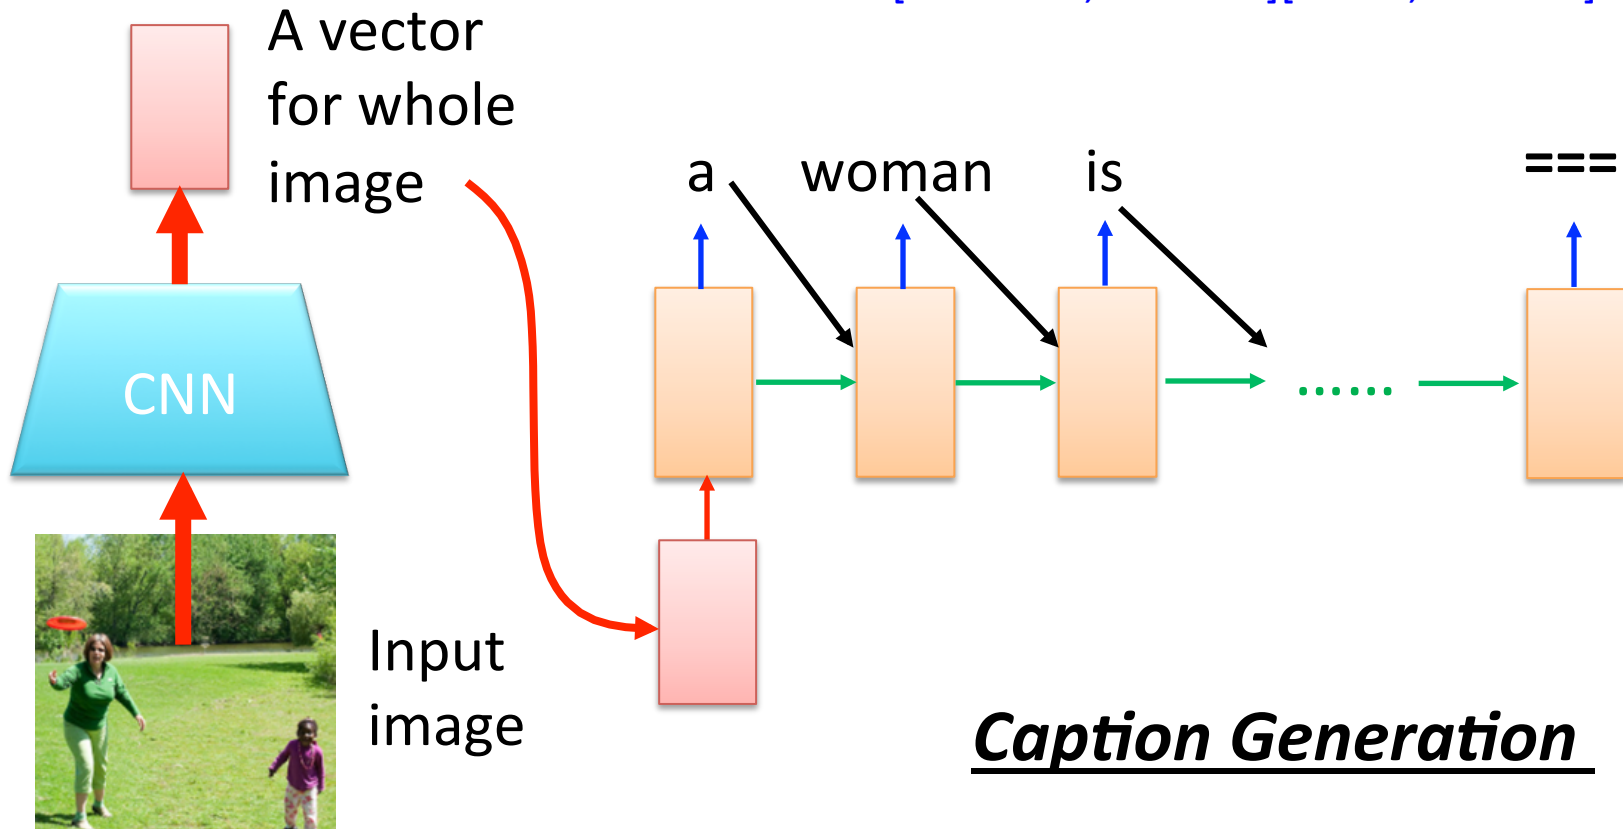 A vector
for whole
image
a woman is ===
CNN
......
Input
image
Caption Generation